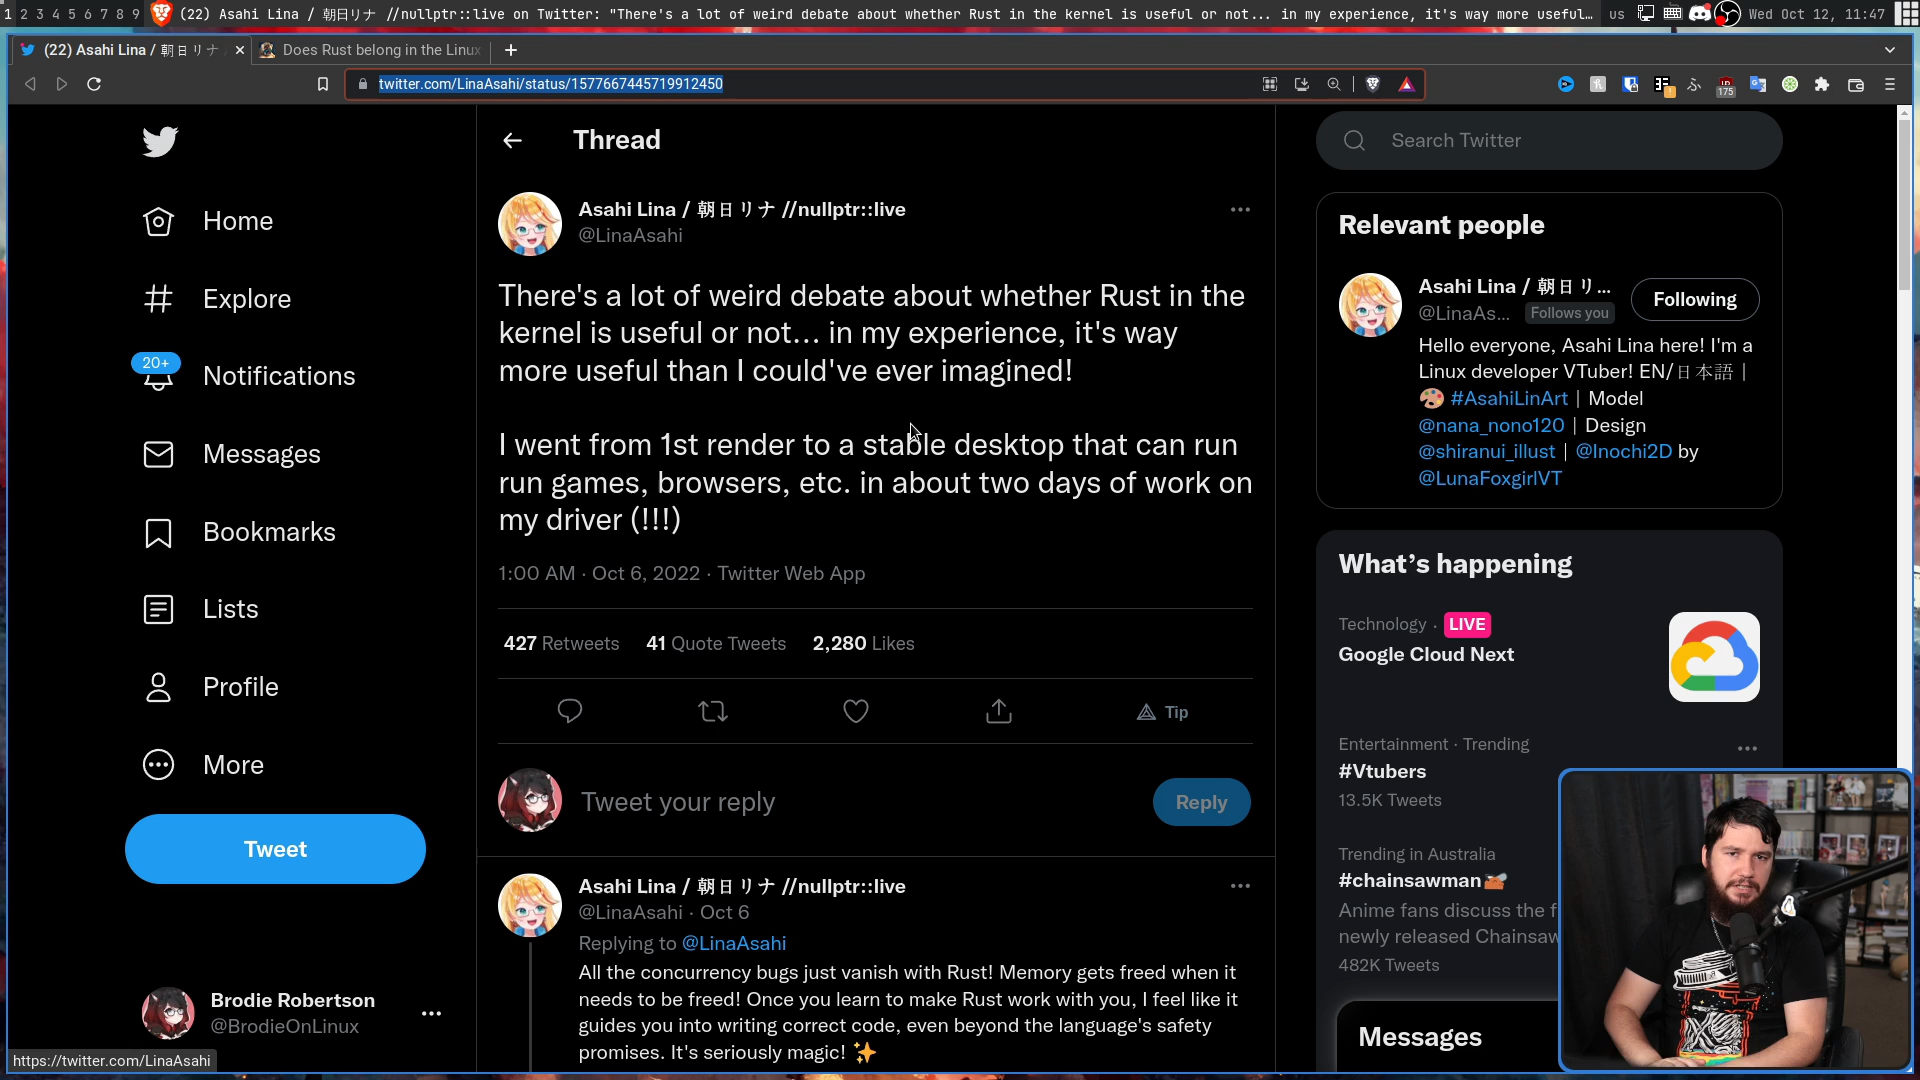 1 2 3 4 5 6 7 8 9 (22) Asahi Lina / 朝日リナ //nullptr::live on Twitter: "There's a lot of weird debate about whether Rust in the kernel is useful or not... in my experience, it's way more useful… us Wed Oct 12, 11:47
(22) Asahi Lina / 朝日リナ Does Rust belong in the Linux
twitter.com/LinaAsahi/status/1577667445719912450
175
Home
Explore
20+
Notifications
Messages
Bookmarks
Lists
Profile
More
Tweet
Brodie Robertson
@BrodieOnLinux
https://twitter.com/LinaAsahi
Thread
Asahi Lina / 朝日リナ //nullptr::live
@LinaAsahi
There's a lot of weird debate about whether Rust in the
kernel is useful or not... in my experience, it's way
more useful than I could've ever imagined!
I went from 1st render to a stable desktop that can run
run games, browsers, etc. in about two days of work on
my driver (!!!)
1:00 AM · Oct 6, 2022 · Twitter Web App
427 Retweets 41 Quote Tweets 2,280 Likes
Tip
Tweet your reply
Reply
Asahi Lina / 朝日リナ //nullptr::live
@LinaAsahi · Oct 6
Replying to @LinaAsahi
All the concurrency bugs just vanish with Rust! Memory gets freed when it
needs to be freed! Once you learn to make Rust work with you, I feel like it
guides you into writing correct code, even beyond the language's safety
promises. It's seriously magic! ✨
Search Twitter
Relevant people
Asahi Lina / 朝日リ...
@LinaAs... Follows you
Following
Hello everyone, Asahi Lina here! I'm a
Linux developer VTuber! EN/日本語 |
🎨 #AsahiLinArt | Model
@nana_nono120 | Design
@shiranui_illust | @Inochi2D by
@LunaFoxgirlVT
What's happening
Technology · LIVE
Google Cloud Next
Entertainment · Trending
#Vtubers
13.5K Tweets
Trending in Australia
#chainsawman
Anime fans discuss the f
newly released Chainsaw
482K Tweets
Messages